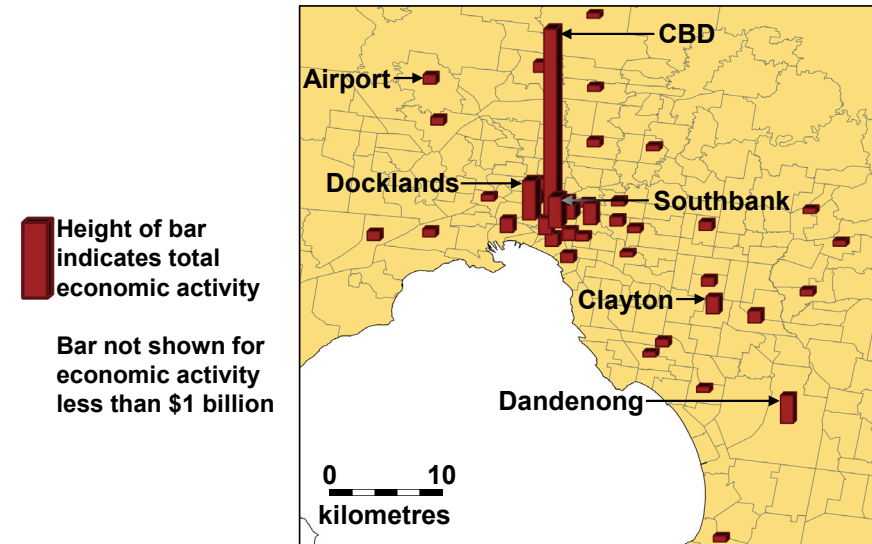 CBD
Airport
Docklands
Southbank
Height of bar
indicates total
economic activity
Clayton
Bar not shown for
economic activity
less than $1 billion
Dandenong
0 10
kilometres